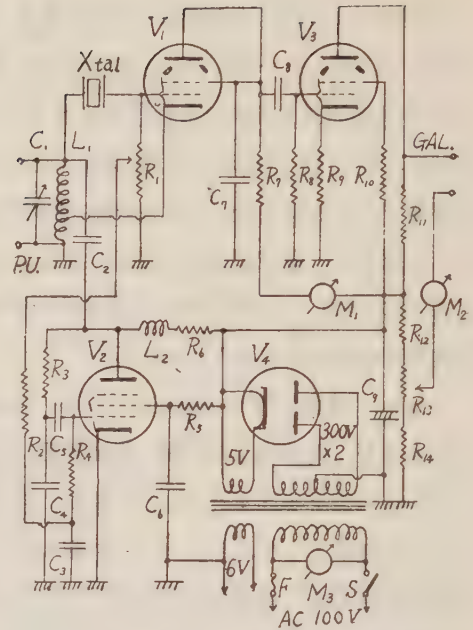 V1
V3
Xtal
C8
C1
L1
GAL.
R1
C7
R7
R8
R9
R10
R11
P.U.
C2
M1
M2
V2
L2
R6
V4
R12
R3
C9
R13
C5
R5
300V
×2
R2
R4
5V
R14
C4
C6
C3
6V
F
M3
S
AC 100V